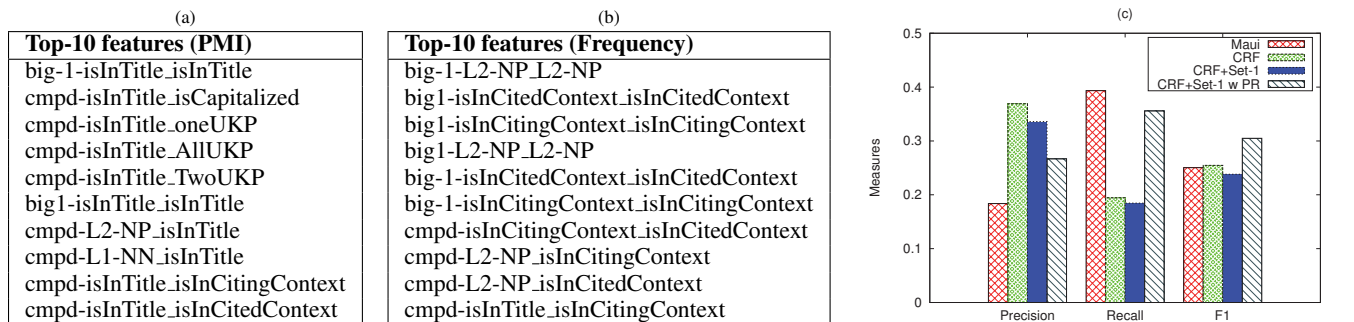 (a)
Top-10 features (PMI)
big-1-isInTitle_isInTitle
cmpd-isInTitle_isCapitalized
cmpd-isInTitle_oneUKP
cmpd-isInTitle_AllUKP
cmpd-isInTitle_TwoUKP
big1-isInTitle_isInTitle
cmpd-L2-NP_isInTitle
cmpd-L1-NN_isInTitle
cmpd-isInTitle_isInCitingContext
cmpd-isInTitle_isInCitedContext
(b)
Top-10 features (Frequency)
big-1-L2-NP_L2-NP
big1-isInCitedContext_isInCitedContext
big1-isInCitingContext_isInCitingContext
big1-L2-NP_L2-NP
big-1-isInCitedContext_isInCitedContext
big-1-isInCitingContext_isInCitingContext
cmpd-isInCitingContext_isInCitedContext
cmpd-L2-NP_isInCitingContext
cmpd-L2-NP_isInCitedContext
cmpd-isInTitle_isInCitingContext
(c)
Maui
CRF
CRF+Set-1
CRF+Set-1 w PR
Measures
0.5
0.4
0.3
0.2
0.1
0
Precision Recall F1